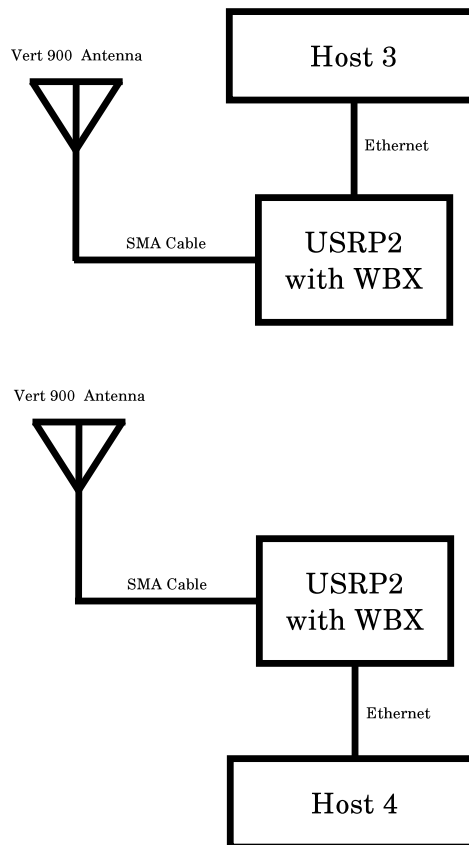 Vert 900 Antenna
Host 3
Ethernet
SMA Cable
USRP2
with WBX
Vert 900 Antenna
SMA Cable
USRP2
with WBX
Ethernet
Host 4